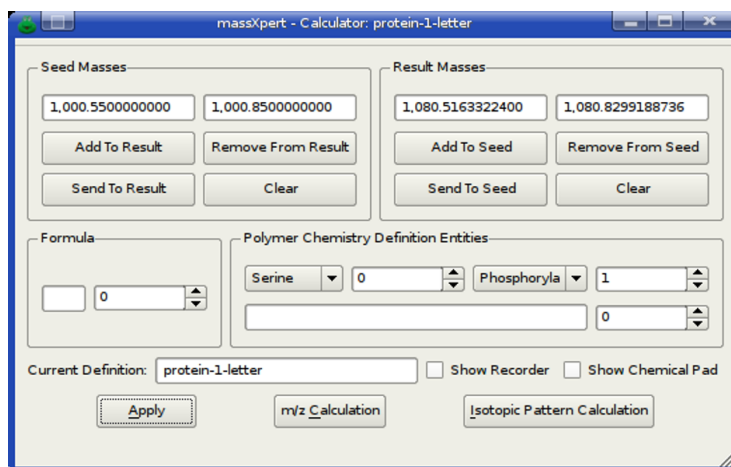 massXpert - Calculator: protein-1-letter
Seed Masses
Result Masses
1,000.5500000000 1,000.8500000000 1,080.5163322400 1,080.8299188736
Add To Result Remove From Result Add To Seed Remove From Seed
Send To Result Clear Send To Seed Clear
Formula
Polymer Chemistry Definition Entities
Serine 0 Phosphoryla 1
0
0
Current Definition: protein-1-letter Show Recorder Show Chemical Pad
Apply m/z Calculation Isotopic Pattern Calculation